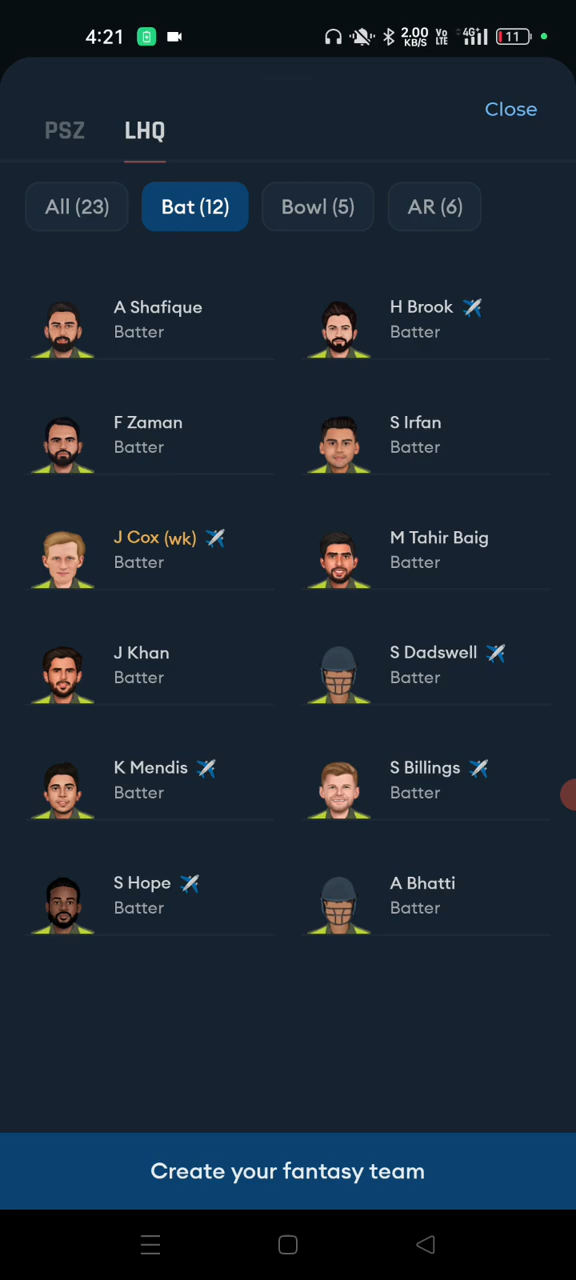 4:21
2.00 KB/S
Vo LTE
4G+
11
Close
PSZ
LHQ
All (23)
Bat (12)
Bowl (5)
AR (6)
A Shafique
Batter
H Brook
Batter
F Zaman
Batter
S Irfan
Batter
J Cox (wk)
Batter
M Tahir Baig
Batter
J Khan
Batter
S Dadswell
Batter
K Mendis
Batter
S Billings
Batter
S Hope
Batter
A Bhatti
Batter
Create your fantasy team